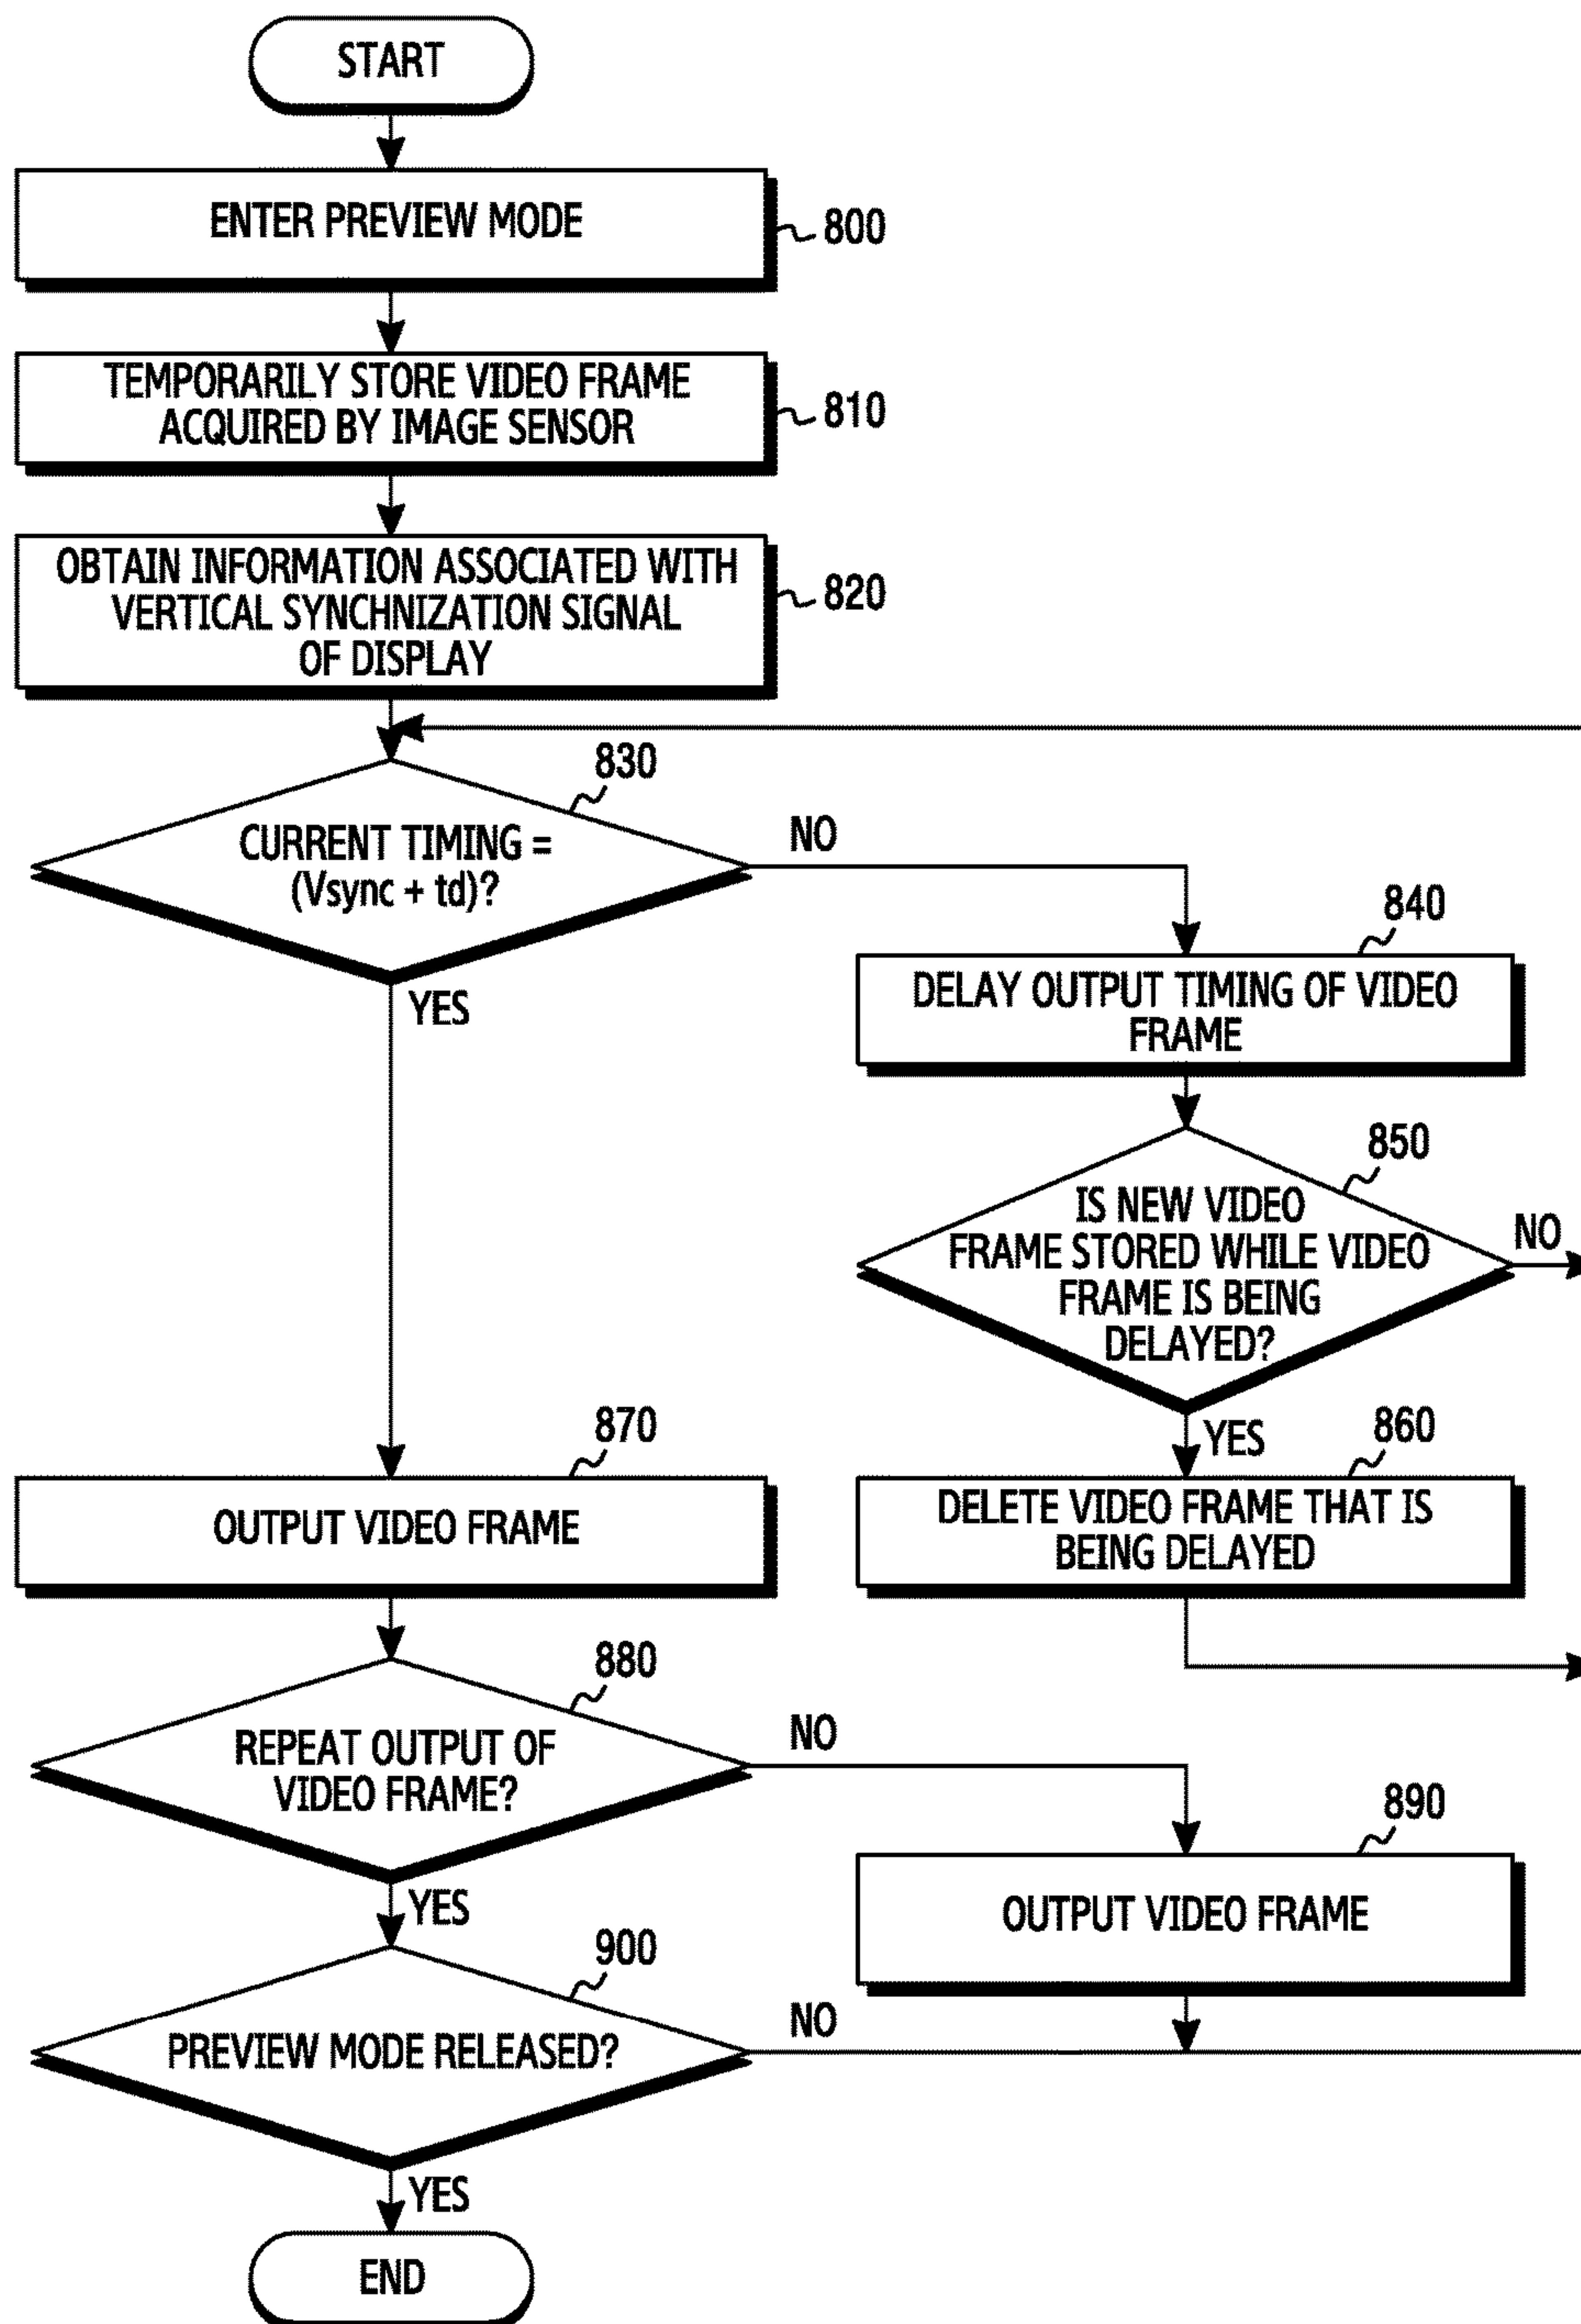 START
ENTER PREVIEW MODE
800
TEMPORARILY STORE VIDEO FRAME
ACQUIRED BY IMAGE SENSOR
810
OBTAIN INFORMATION ASSOCIATED WITH
VERTICAL SYNCHNIZATION SIGNAL
OF DISPLAY
820
830
CURRENT TIMING =
(Vsync + td)?
NO
YES
840
DELAY OUTPUT TIMING OF VIDEO
FRAME
850
IS NEW VIDEO
FRAME STORED WHILE VIDEO
FRAME IS BEING
DELAYED?
NO
YES
860
DELETE VIDEO FRAME THAT IS
BEING DELAYED
870
OUTPUT VIDEO FRAME
880
REPEAT OUTPUT OF
VIDEO FRAME?
NO
YES
890
OUTPUT VIDEO FRAME
900
PREVIEW MODE RELEASED?
NO
YES
END